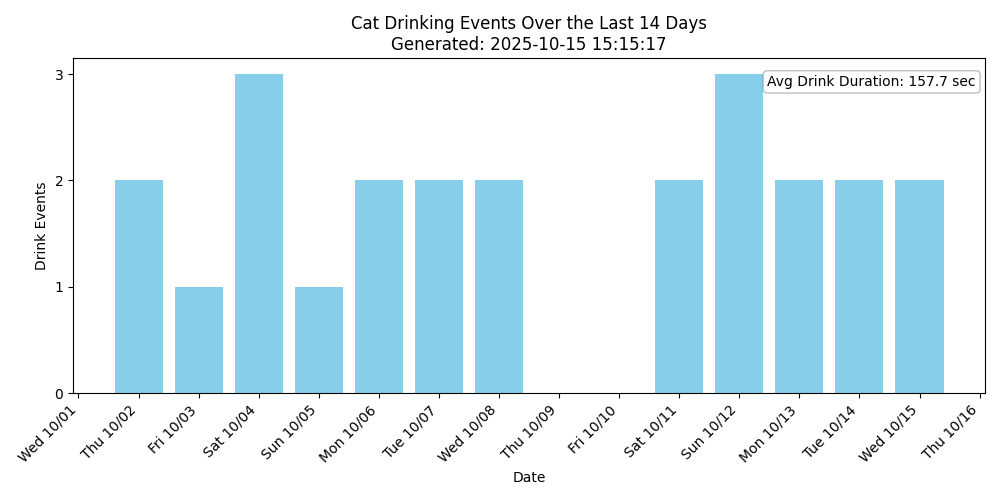 Cat Drinking Events Over the Last 14 Days
Generated: 2025-10-15 15:15:17
Avg Drink Duration: 157.7 sec
Drink Events
3
2
1
0
Wed 10/01
Thu 10/02
Fri 10/03
Sat 10/04
Sun 10/05
Mon 10/06
Tue 10/07
Wed 10/08
Thu 10/09
Fri 10/10
Sat 10/11
Sun 10/12
Mon 10/13
Tue 10/14
Wed 10/15
Thu 10/16
Date